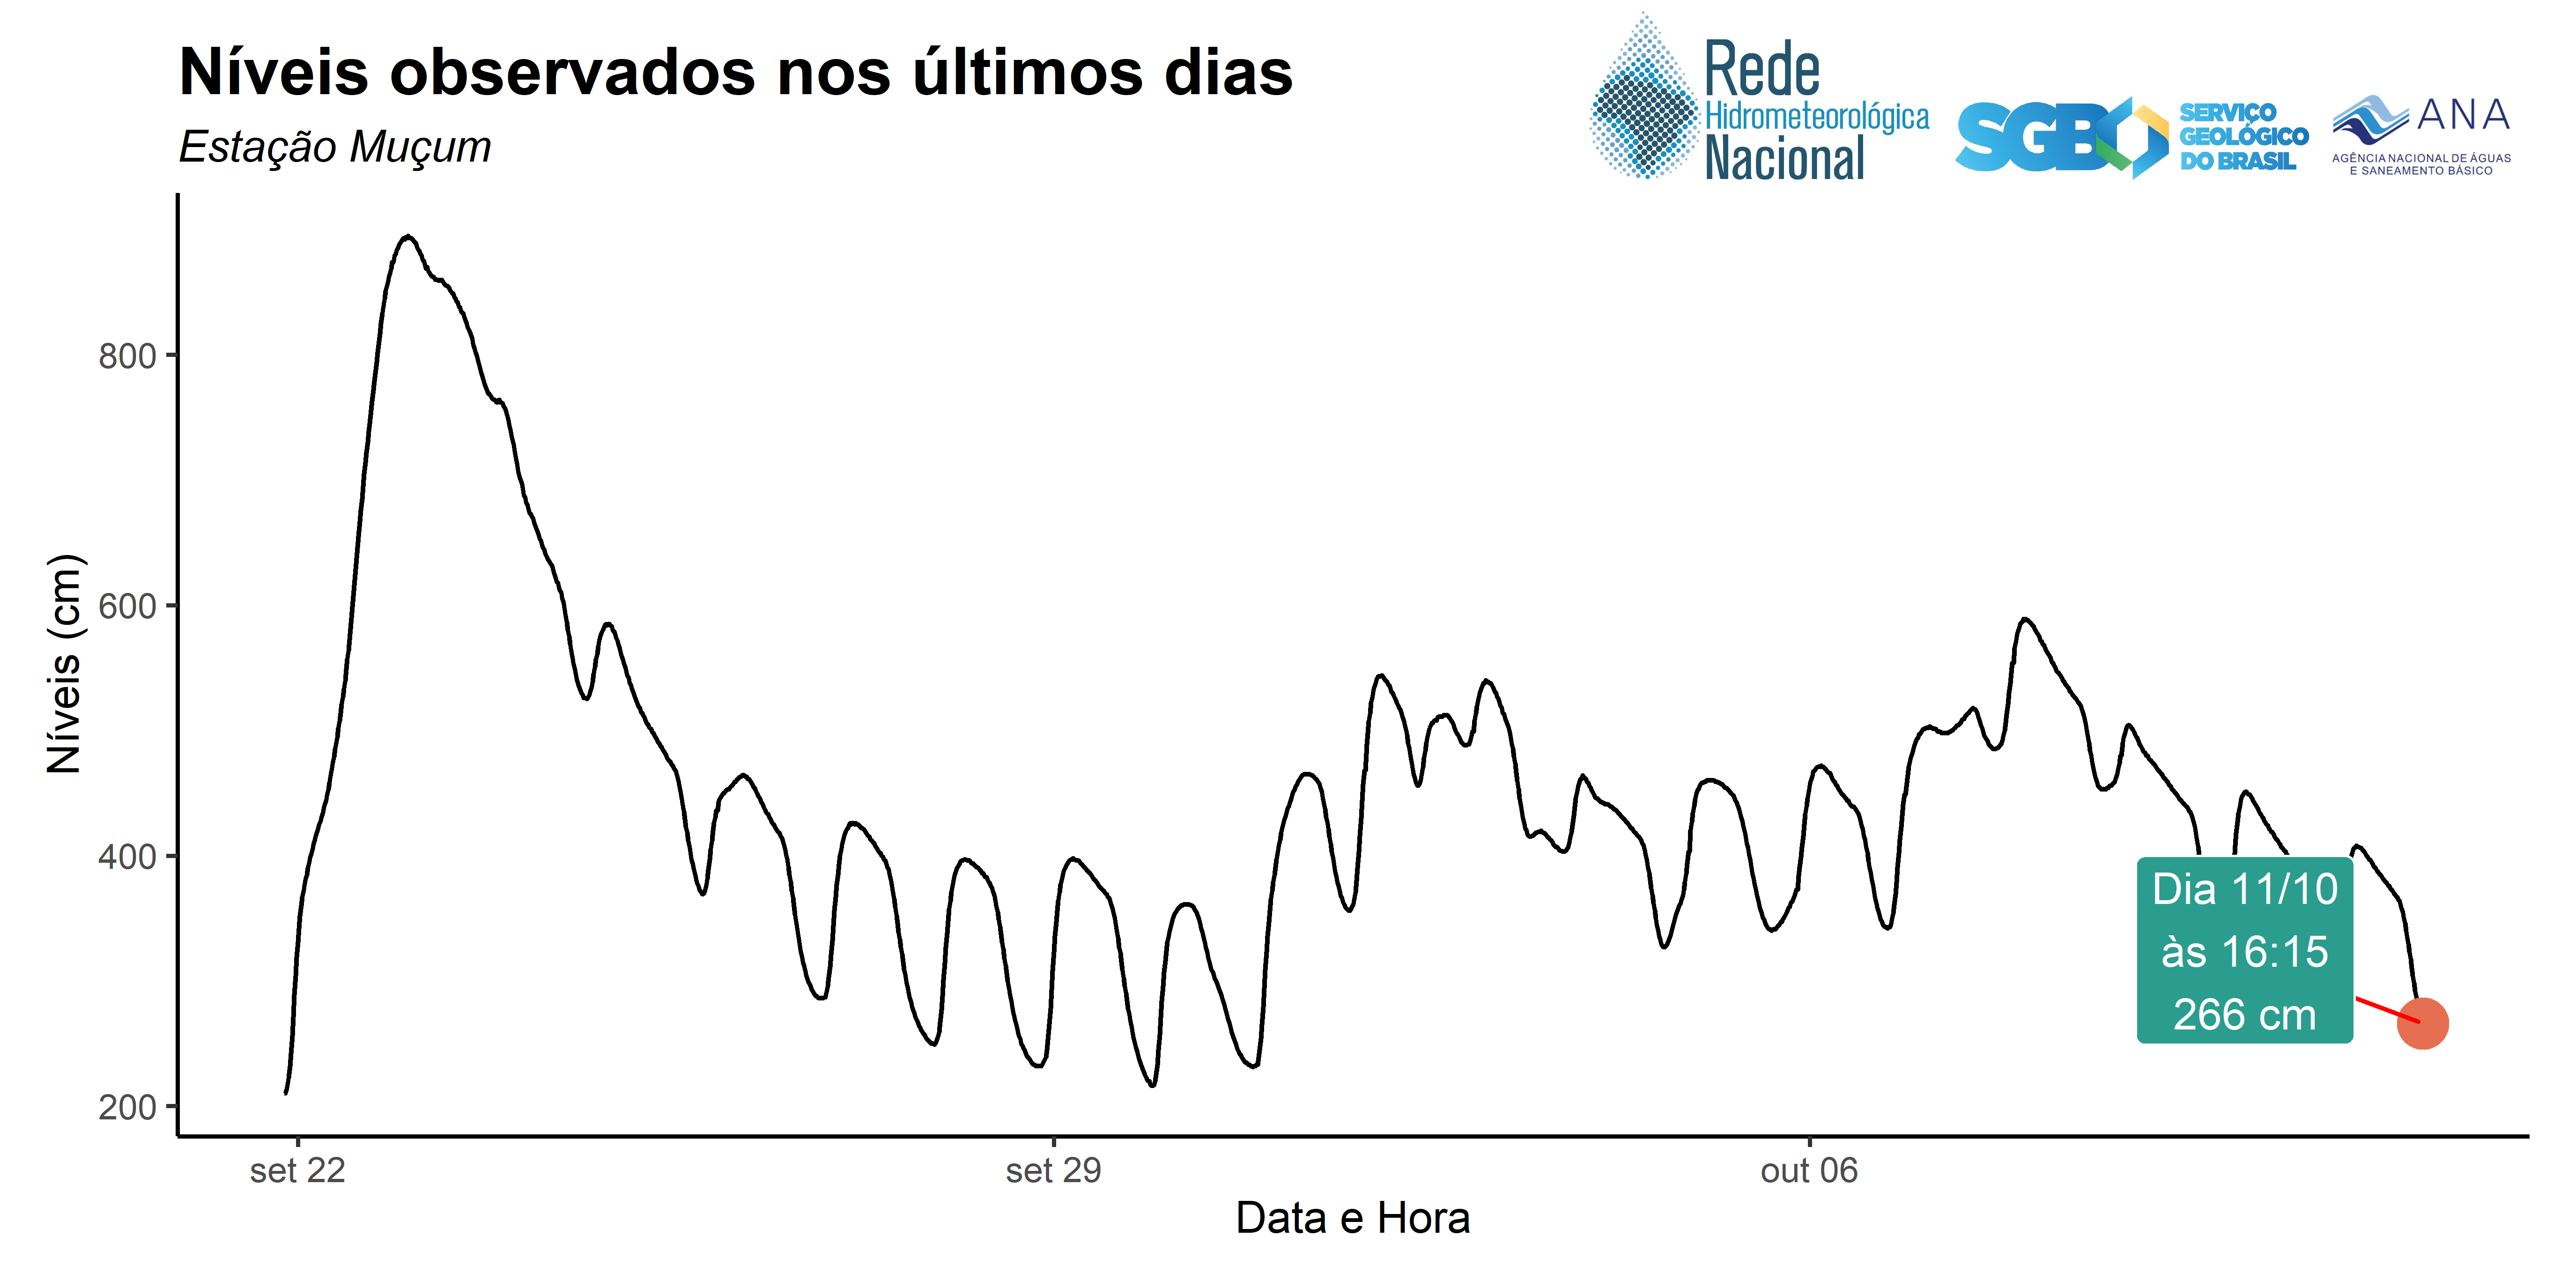 Níveis observados nos últimos dias
Estação Muçum
Rede
Hidrometeorológica
Nacional
SGB
SERVIÇO
GEOLÓGICO
DO BRASIL
ANA
AGÊNCIA NACIONAL DE ÁGUAS
E SANEAMENTO BÁSICO
Níveis (cm)
800
600
400
200
Dia 11/10
às 16:15
266 cm
set 22
set 29
out 06
Data e Hora